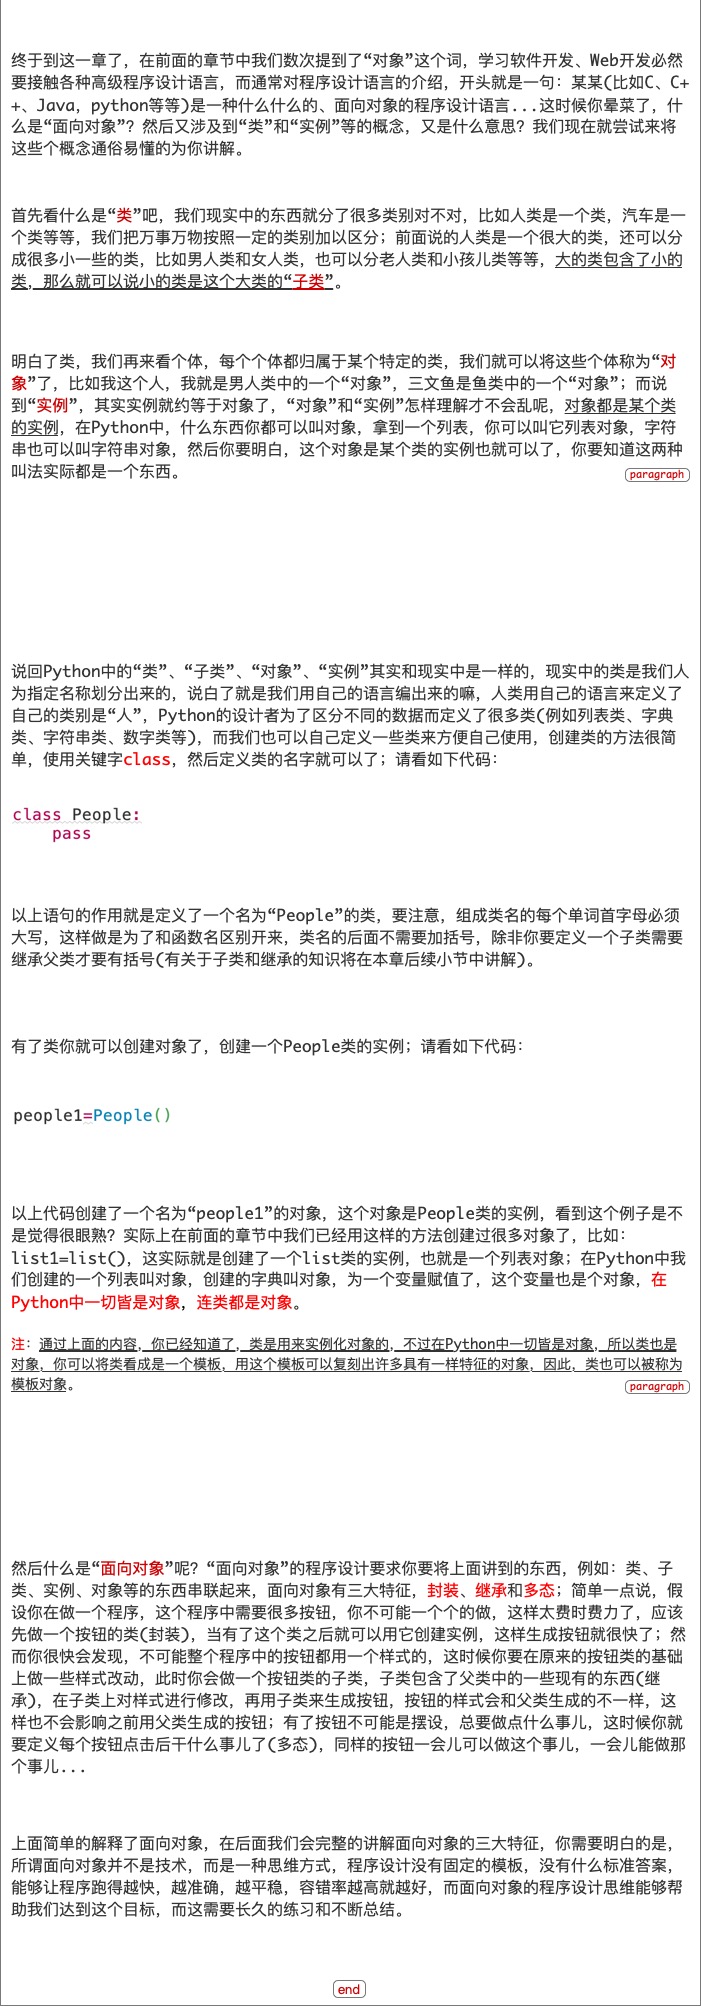 终于到这一章了，在前面的章节中我们数次提到了“对象”这个词，学习软件开发、Web开发必然
要接触各种高级程序设计语言，而通常对程序设计语言的介绍，开头就是一句：某某(比如C、C+
+、Java，python等等)是一种什么什么的、面向对象的程序设计语言...这时候你晕菜了，什
么是“面向对象”？然后又涉及到“类”和“实例”等的概念，又是什么意思？我们现在就尝试来将
这些个概念通俗易懂的为你讲解。
首先看什么是“类”吧，我们现实中的东西就分了很多类别对不对，比如人类是一个类，汽车是一
个类等等，我们把万事万物按照一定的类别加以区分；前面说的人类是一个很大的类，还可以分
成很多小一些的类，比如男人类和女人类，也可以分老人类和小孩儿类等等，大的类包含了小的
类，那么就可以说小的类是这个大类的“子类”。
明白了类，我们再来看个体，每个个体都归属于某个特定的类，我们就可以将这些个体称为“对
象”了，比如我这个人，我就是男人类中的一个“对象”，三文鱼是鱼类中的一个“对象”；而说
到“实例”，其实实例就约等于对象了，“对象”和“实例”怎样理解才不会乱呢，对象都是某个类
的实例，在Python中，什么东西你都可以叫对象，拿到一个列表，你可以叫它列表对象，字符
串也可以叫字符串对象，然后你要明白，这个对象是某个类的实例也就可以了，你要知道这两种
叫法实际都是一个东西。
paragraph
说回Python中的“类”、“子类”、“对象”、“实例”其实和现实中是一样的，现实中的类是我们人
为指定名称划分出来的，说白了就是我们用自己的语言编出来的嘛，人类用自己的语言来定义了
自己的类别是“人”，Python的设计者为了区分不同的数据而定义了很多类(例如列表类、字典
类、字符串类、数字类等)，而我们也可以自己定义一些类来方便自己使用，创建类的方法很简
单，使用关键字class，然后定义类的名字就可以了；请看如下代码：
class People:
    pass
以上语句的作用就是定义了一个名为“People”的类，要注意，组成类名的每个单词首字母必须
大写，这样做是为了和函数名区别开来，类名的后面不需要加括号，除非你要定义一个子类需要
继承父类才要有括号(有关于子类和继承的知识将在本章后续小节中讲解)。
有了类你就可以创建对象了，创建一个People类的实例；请看如下代码：
people1=People()
以上代码创建了一个名为“people1”的对象，这个对象是People类的实例，看到这个例子是不
是觉得很眼熟？实际上在前面的章节中我们已经用这样的方法创建过很多对象了，比如：
list1=list()，这实际就是创建了一个list类的实例，也就是一个列表对象；在Python中我
们创建的一个列表叫对象，创建的字典叫对象，为一个变量赋值了，这个变量也是个对象，在
Python中一切皆是对象，连类都是对象。
注：通过上面的内容，你已经知道了，类是用来实例化对象的，不过在Python中一切皆是对象，所以类也是
对象，你可以将类看成是一个模板，用这个模板可以复刻出许多具有一样特征的对象，因此，类也可以被称为
模板对象。
paragraph
然后什么是“面向对象”呢？“面向对象”的程序设计要求你要将上面讲到的东西，例如：类、子
类、实例、对象等的东西串联起来，面向对象有三大特征，封装、继承和多态；简单一点说，假
设你在做一个程序，这个程序中需要很多按钮，你不可能一个个的做，这样太费时费力了，应该
先做一个按钮的类(封装)，当有了这个类之后就可以用它创建实例，这样生成按钮就很快了；然
而你很快会发现，不可能整个程序中的按钮都用一个样式的，这时候你要在原来的按钮类的基础
上做一些样式改动，此时你会做一个按钮类的子类，子类包含了父类中的一些现有的东西(继
承)，在子类上对样式进行修改，再用子类来生成按钮，按钮的样式会和父类生成的不一样，这
样也不会影响之前用父类生成的按钮；有了按钮不可能是摆设，总要做点什么事儿，这时候你就
要定义每个按钮点击后干什么事儿了(多态)，同样的按钮一会儿可以做这个事儿，一会儿能做那
个事儿...
上面简单的解释了面向对象，在后面我们会完整的讲解面向对象的三大特征，你需要明白的是，
所谓面向对象并不是技术，而是一种思维方式，程序设计没有固定的模板，没有什么标准答案，
能够让程序跑得越快，越准确，越平稳，容错率越高就越好，而面向对象的程序设计思维能够帮
助我们达到这个目标，而这需要长久的练习和不断总结。
end